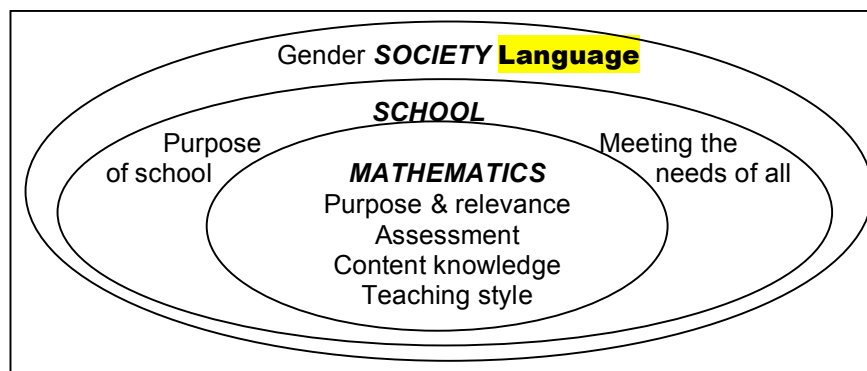 Gender SOCIETY Language
SCHOOL
Purpose
of school
Meeting the
needs of all
MATHEMATICS
Purpose & relevance
Assessment
Content knowledge
Teaching style